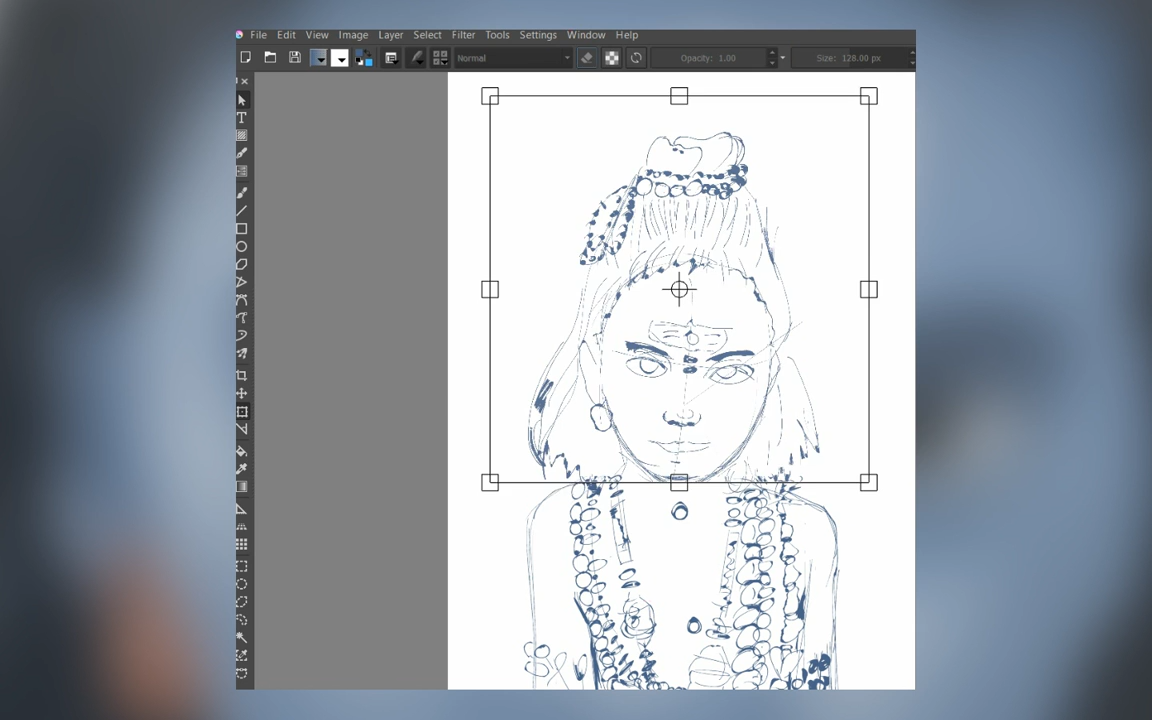 File Edit View Image Layer Select Filter Tools Settings Window Help
Normal Opacity: 1.00 Size: 128.00 px
T